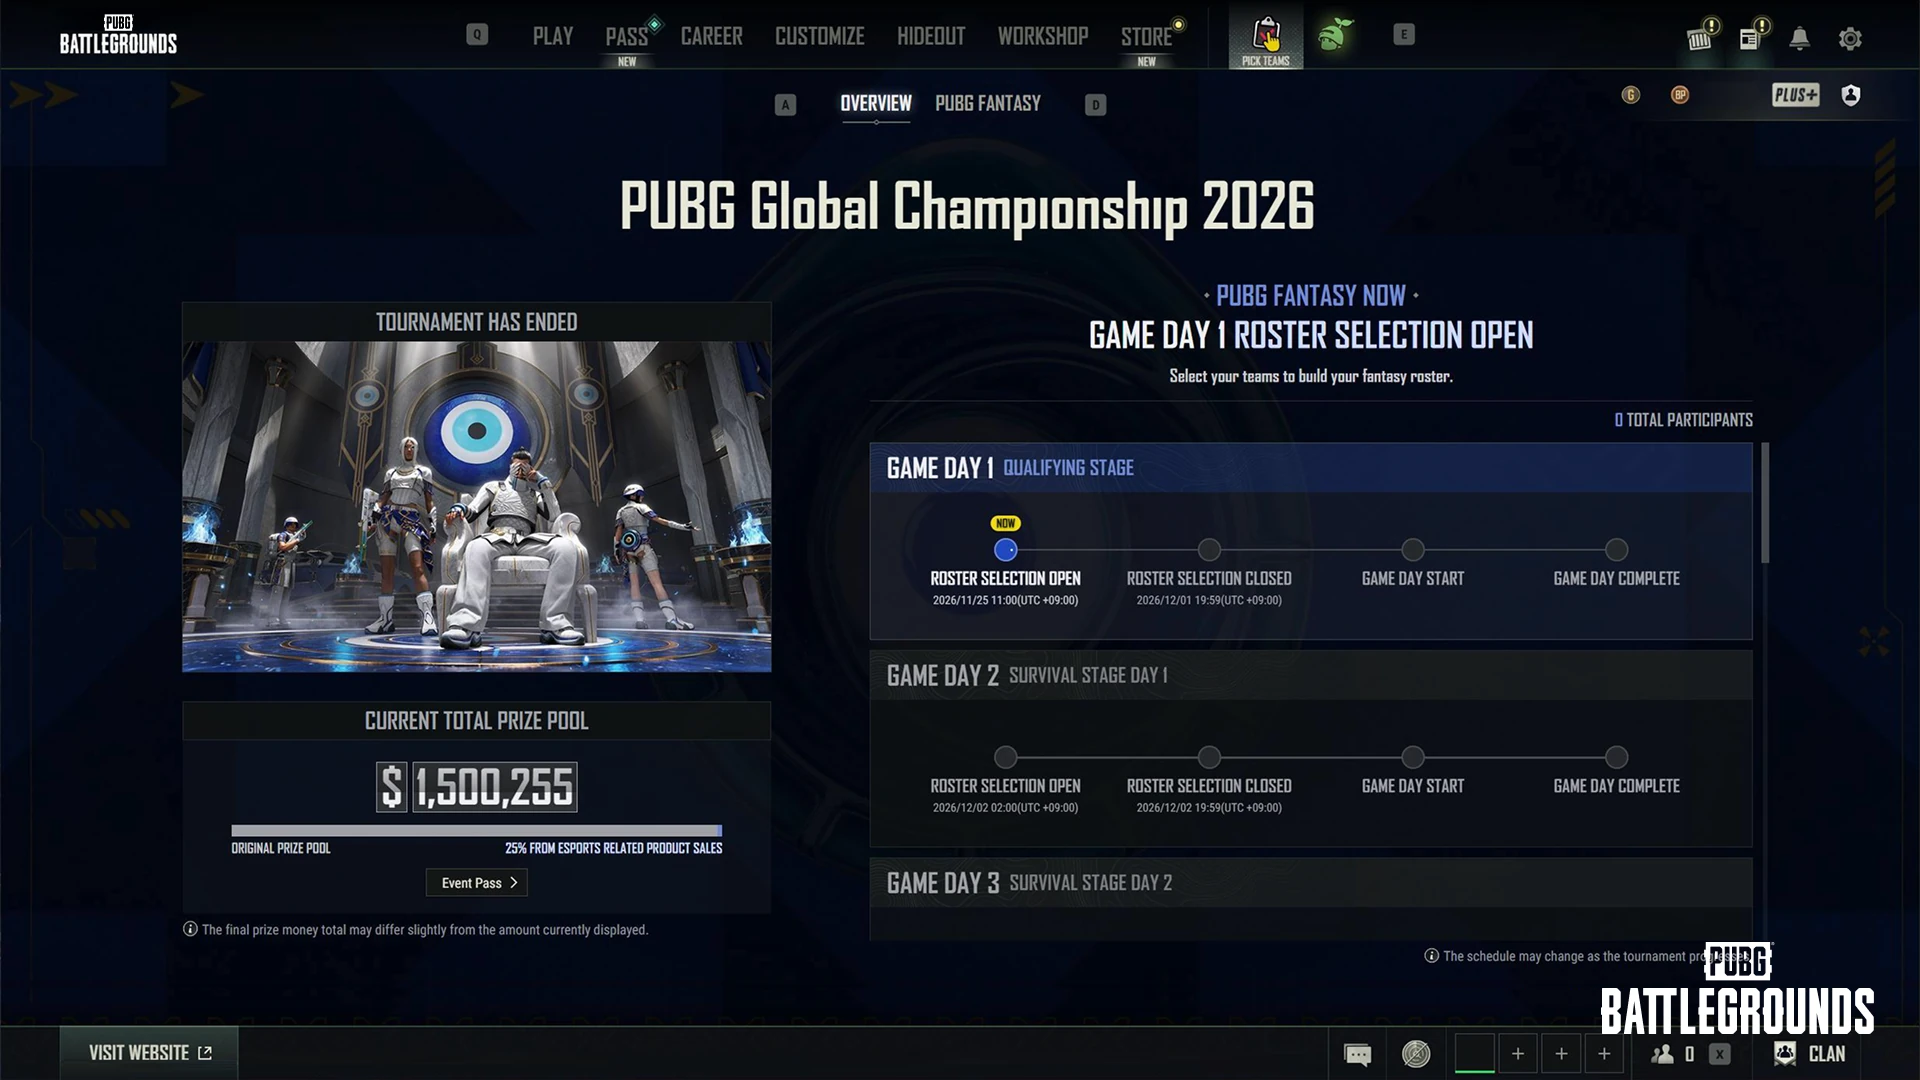 PUBG
BATTLEGROUNDS
Q
PLAY
PASS
NEW
CAREER
CUSTOMIZE
HIDEOUT
WORKSHOP
STORE
NEW
PICK TEAMS
E
A
OVERVIEW
PUBG FANTASY
D
G
BP
PLUS+
PUBG Global Championship 2026
TOURNAMENT HAS ENDED
CURRENT TOTAL PRIZE POOL
$ 1,500,255
ORIGINAL PRIZE POOL
25% FROM ESPORTS RELATED PRODUCT SALES
Event Pass >
The final prize money total may differ slightly from the amount currently displayed.
• PUBG FANTASY NOW •
GAME DAY 1 ROSTER SELECTION OPEN
Select your teams to build your fantasy roster.
0 TOTAL PARTICIPANTS
GAME DAY 1 QUALIFYING STAGE
NOW
ROSTER SELECTION OPEN
2026/11/25 11:00(UTC +09:00)
ROSTER SELECTION CLOSED
2026/12/01 19:59(UTC +09:00)
GAME DAY START
GAME DAY COMPLETE
GAME DAY 2 SURVIVAL STAGE DAY 1
ROSTER SELECTION OPEN
2026/12/02 02:00(UTC +09:00)
ROSTER SELECTION CLOSED
2026/12/02 19:59(UTC +09:00)
GAME DAY START
GAME DAY COMPLETE
GAME DAY 3 SURVIVAL STAGE DAY 2
The schedule may change as the tournament progresses.
PUBG
BATTLEGROUNDS
VISIT WEBSITE
0
X
CLAN